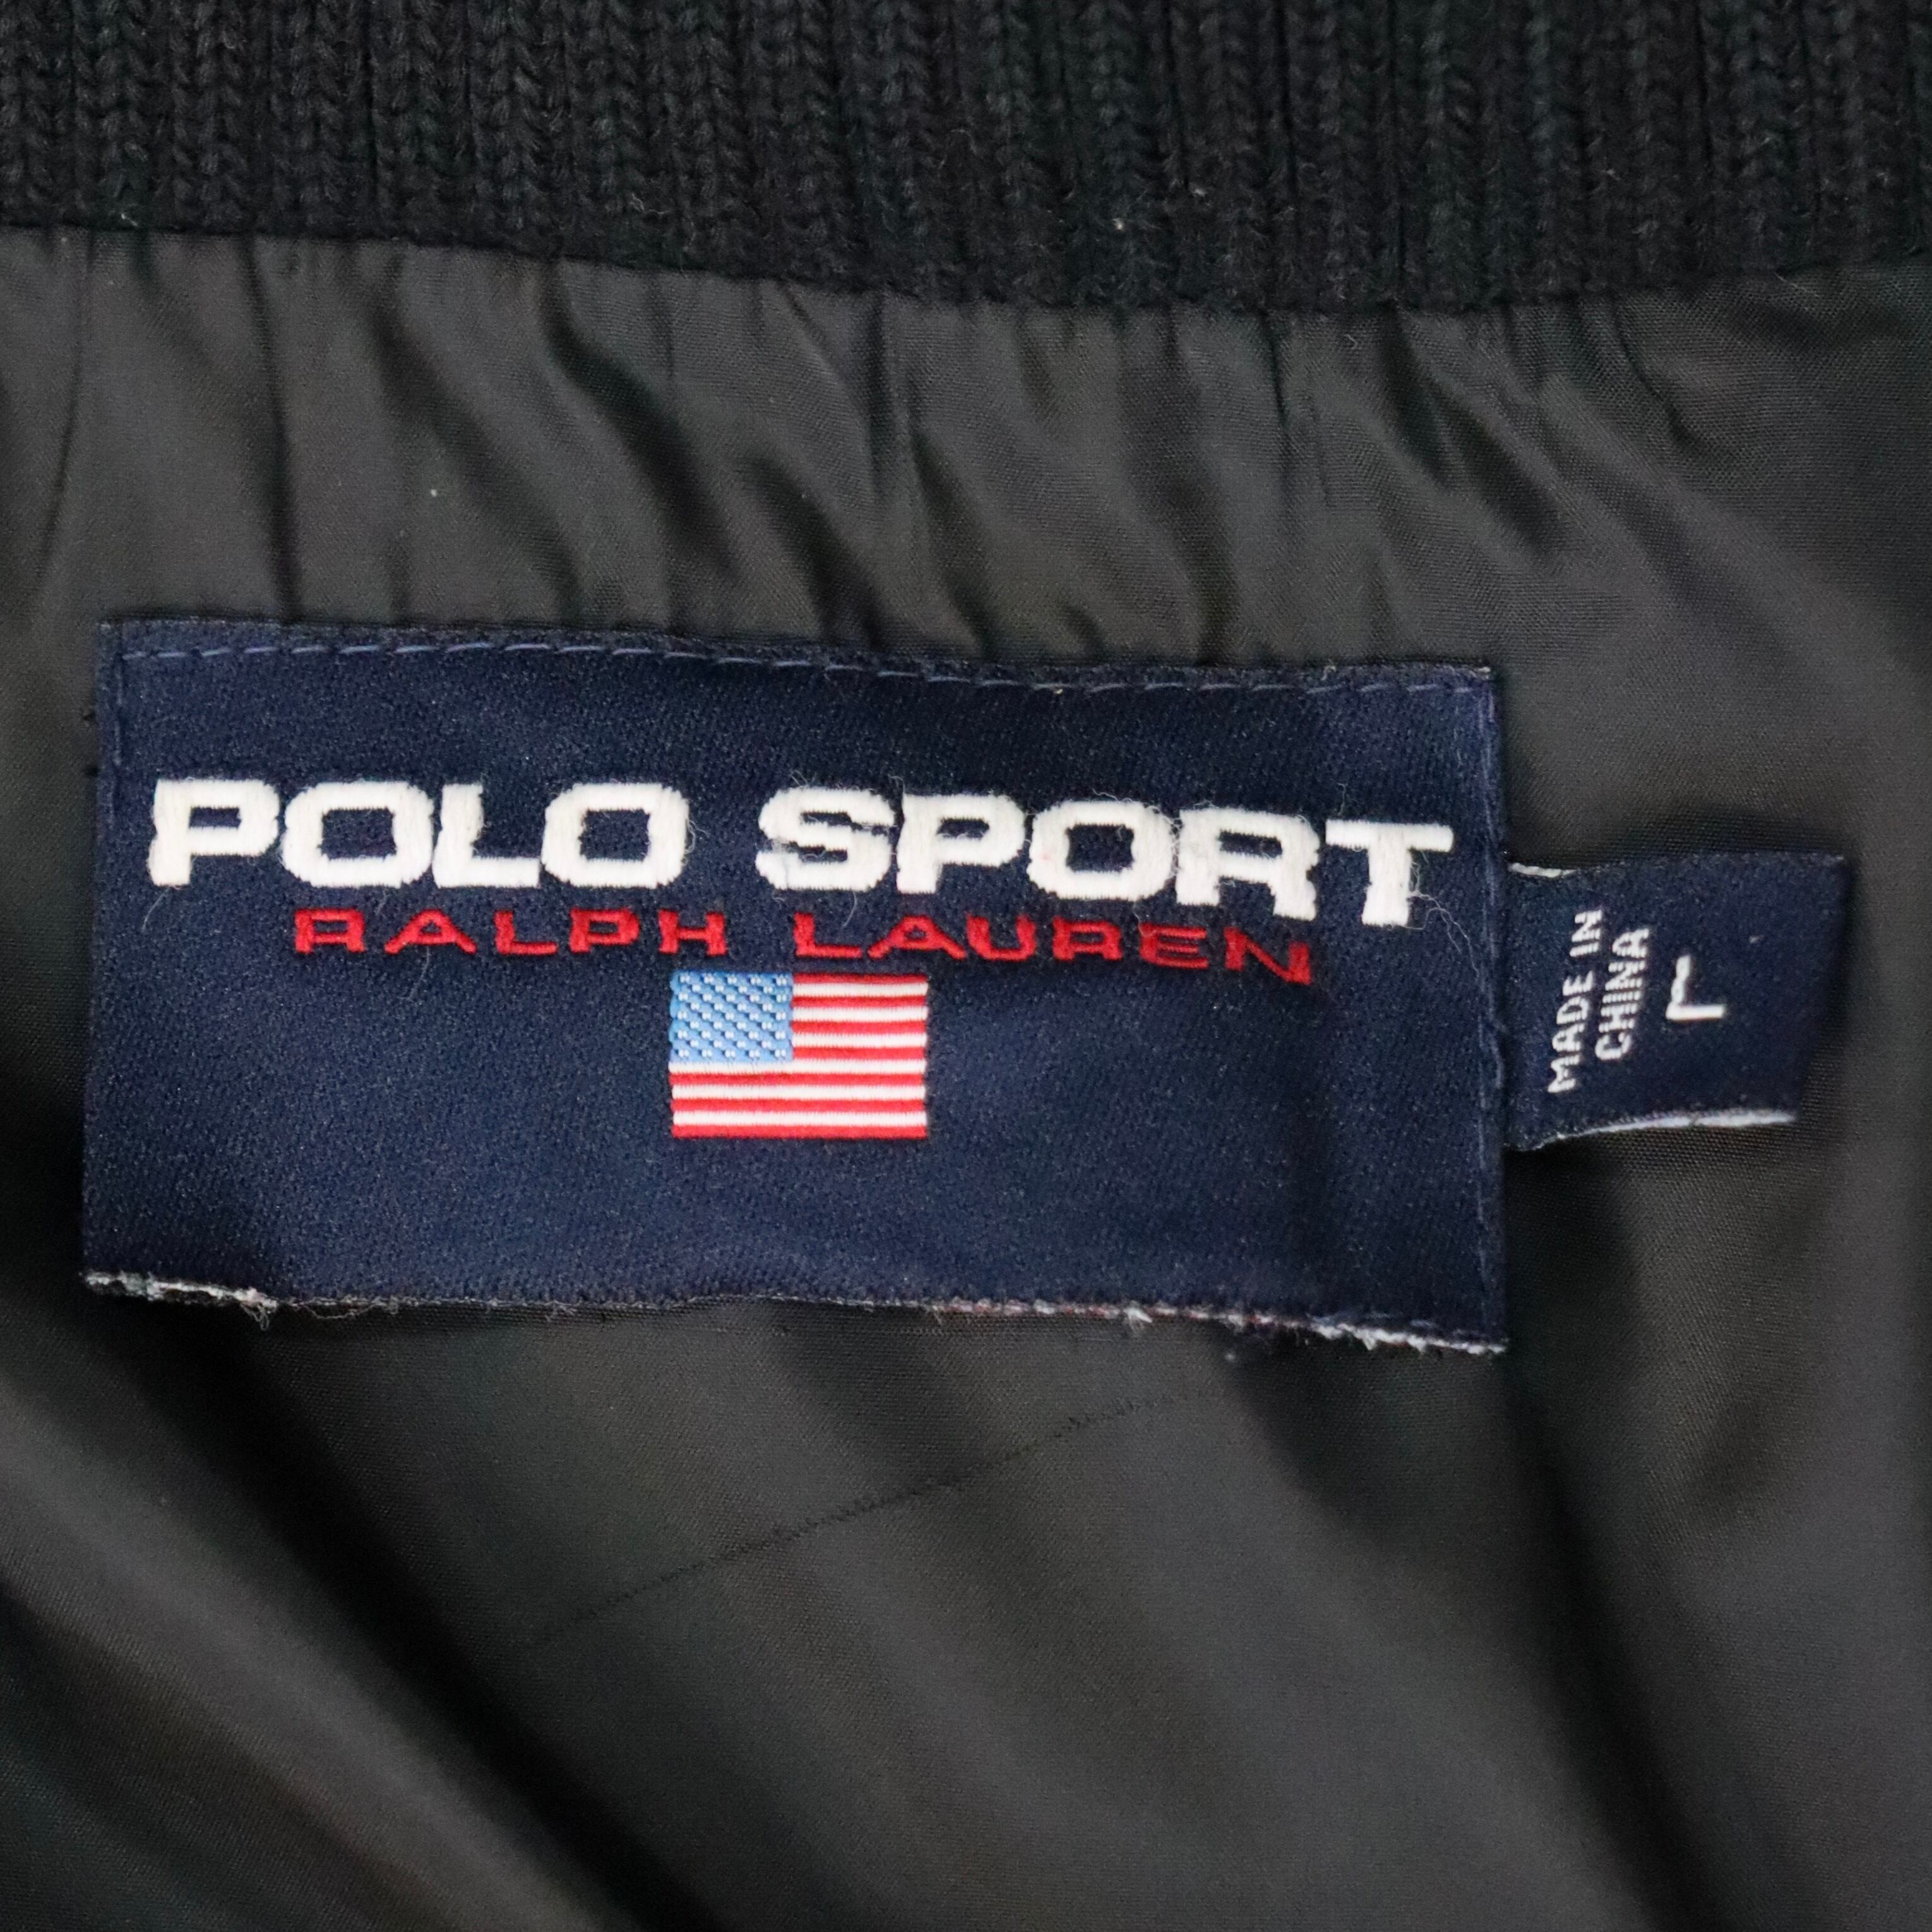 POLO SPORT
RALPH LAUREN
MADE IN
CHINA
L